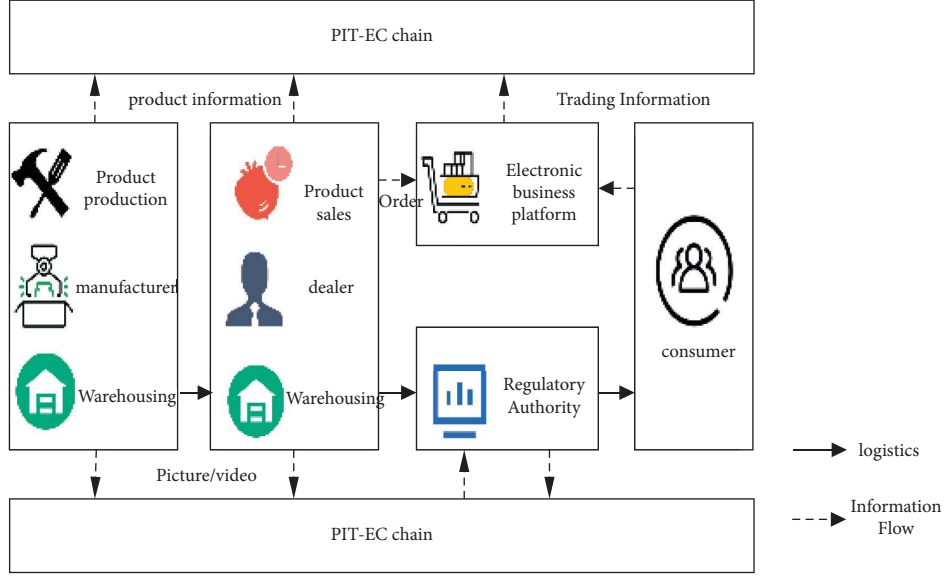 PIT-EC chain
product information
Trading Information
Product
production
manufacturer
Warehousing
Product
sales
Order
dealer
Warehousing
Electronic
business
platform
Regulatory
Authority
consumer
Picture/video
PIT-EC chain
logistics
Information
Flow